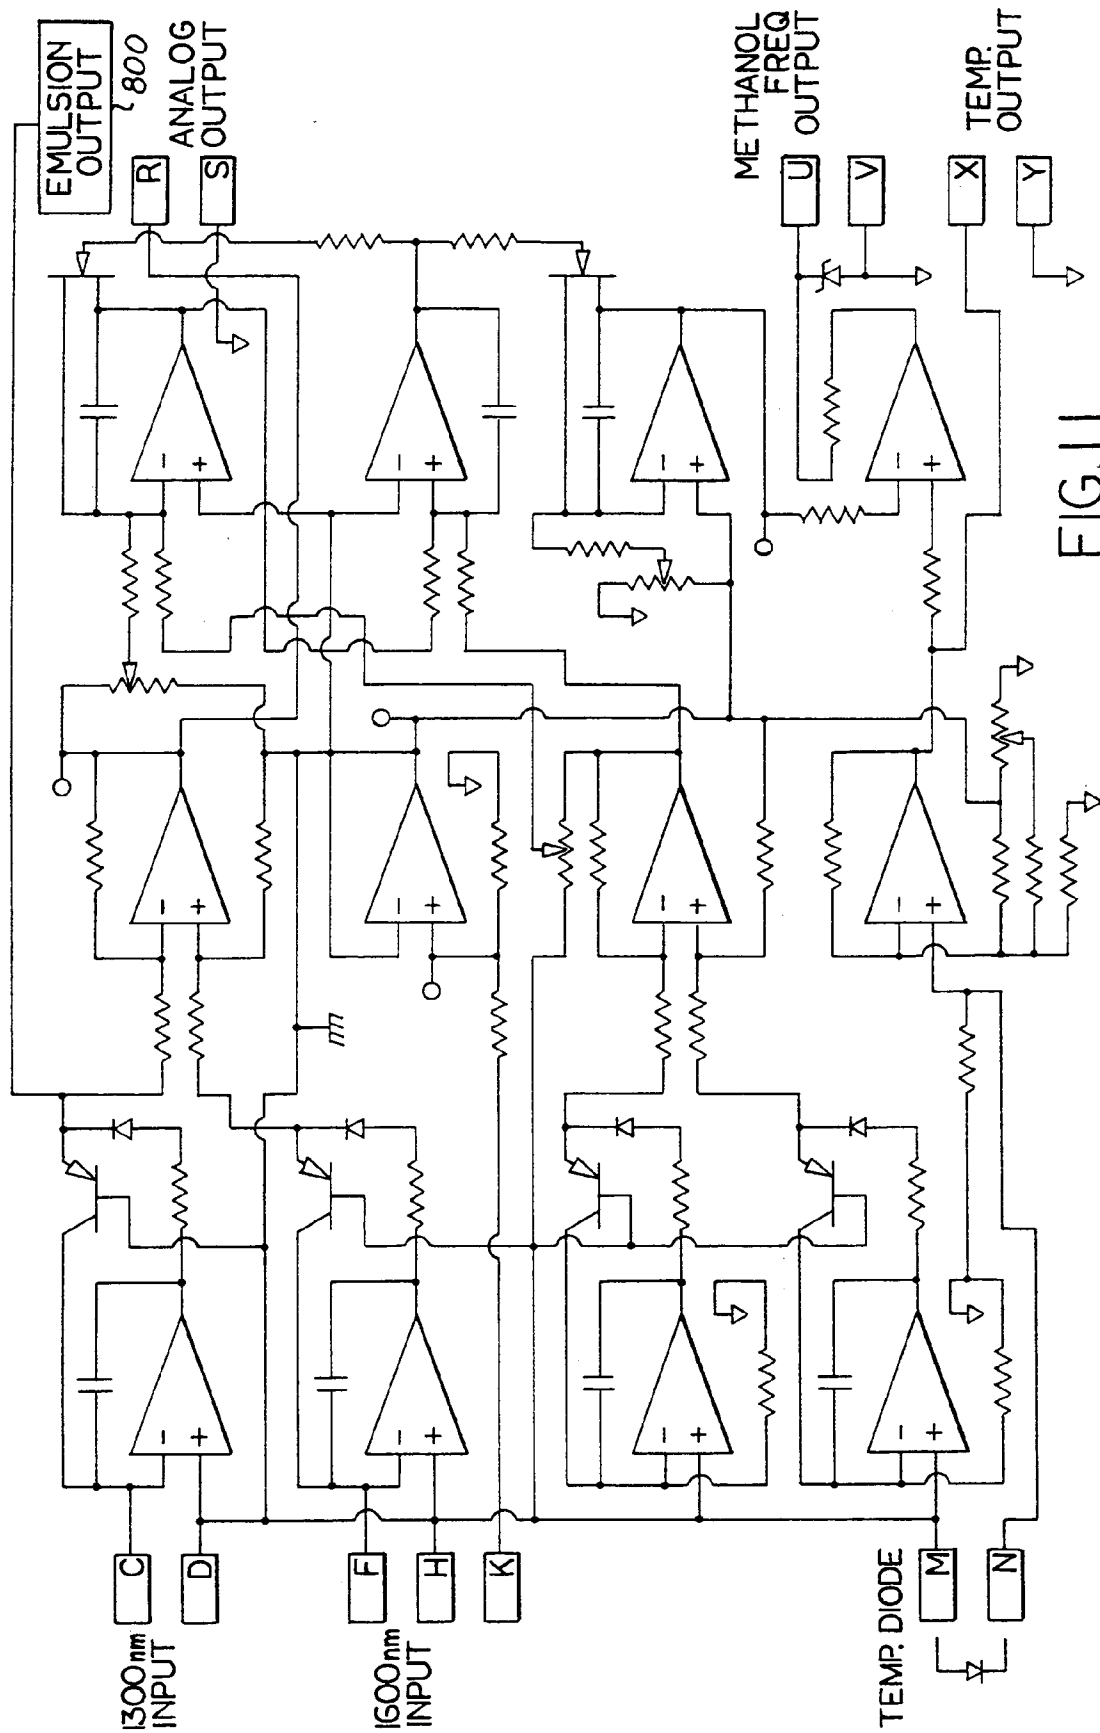 EMULSION
OUTPUT
800
R
ANALOG
OUTPUT
S
METHANOL
FREQ
OUTPUT
U
V
TEMP.
OUTPUT
X
Y
1300nm
INPUT
C
D
1600nm
INPUT
F
H
K
TEMP. DIODE
M
N
− +
− +
− +
− +
− +
− +
− +
− +
− +
− +
− +
− +
FIG.11